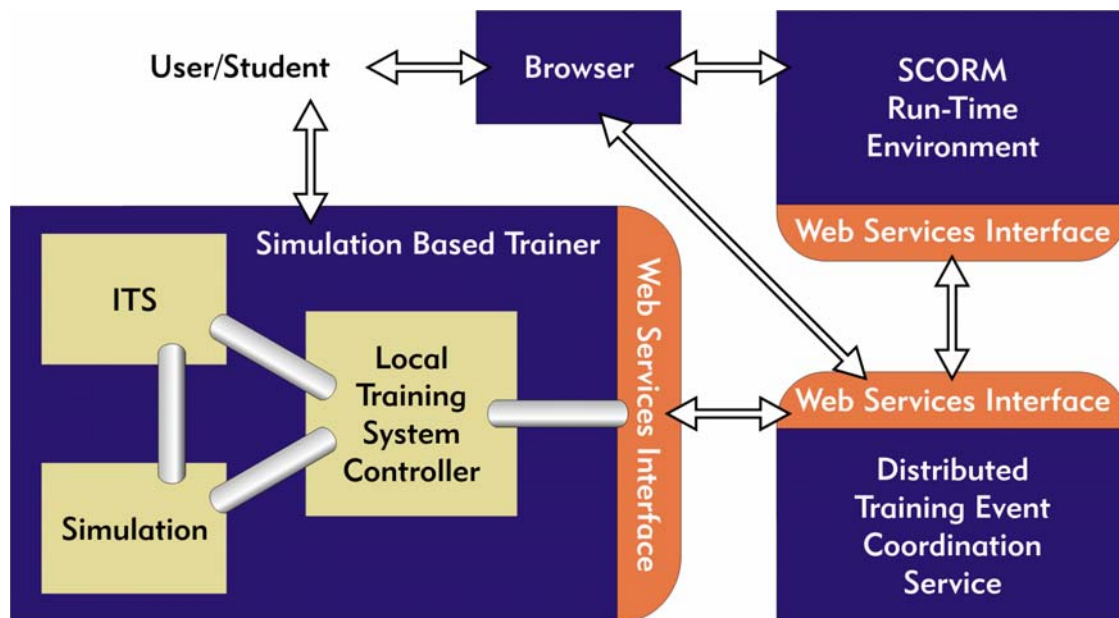 User/Student
Browser
SCORM
Run-Time
Environment
Web Services Interface
Simulation Based Trainer
ITS
Local
Training
System
Controller
Simulation
Web Services Interface
Web Services Interface
Distributed
Training Event
Coordination
Service